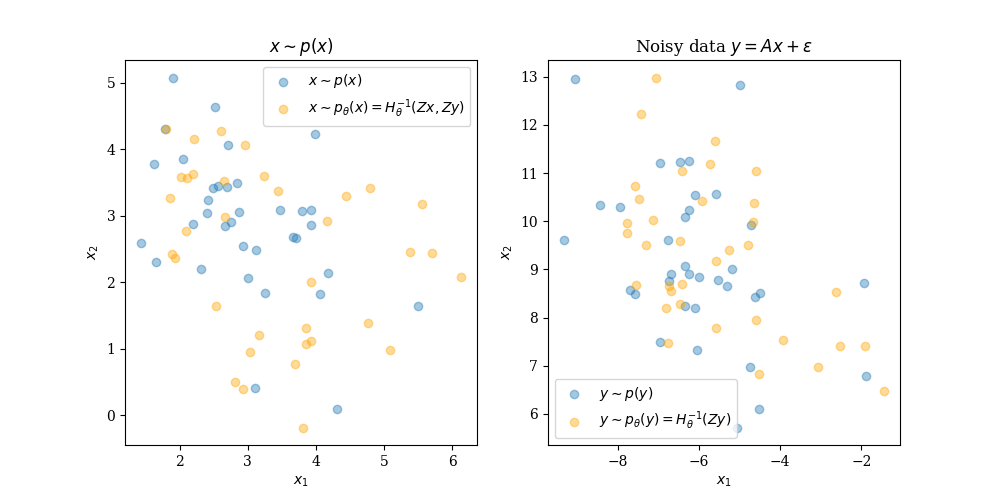 x ∼ p(x)
x ∼ p(x)
x ∼ p_θ(x) = H_θ^{-1}(Zx, Zy)
5
4
3
2
1
0
x_2
2
3
4
5
6
x_1
Noisy data y = Ax + ε
13
12
11
10
9
8
7
6
x_2
y ∼ p(y)
y ∼ p_θ(y) = H_θ^{-1}(Zy)
−8
−6
−4
−2
x_1